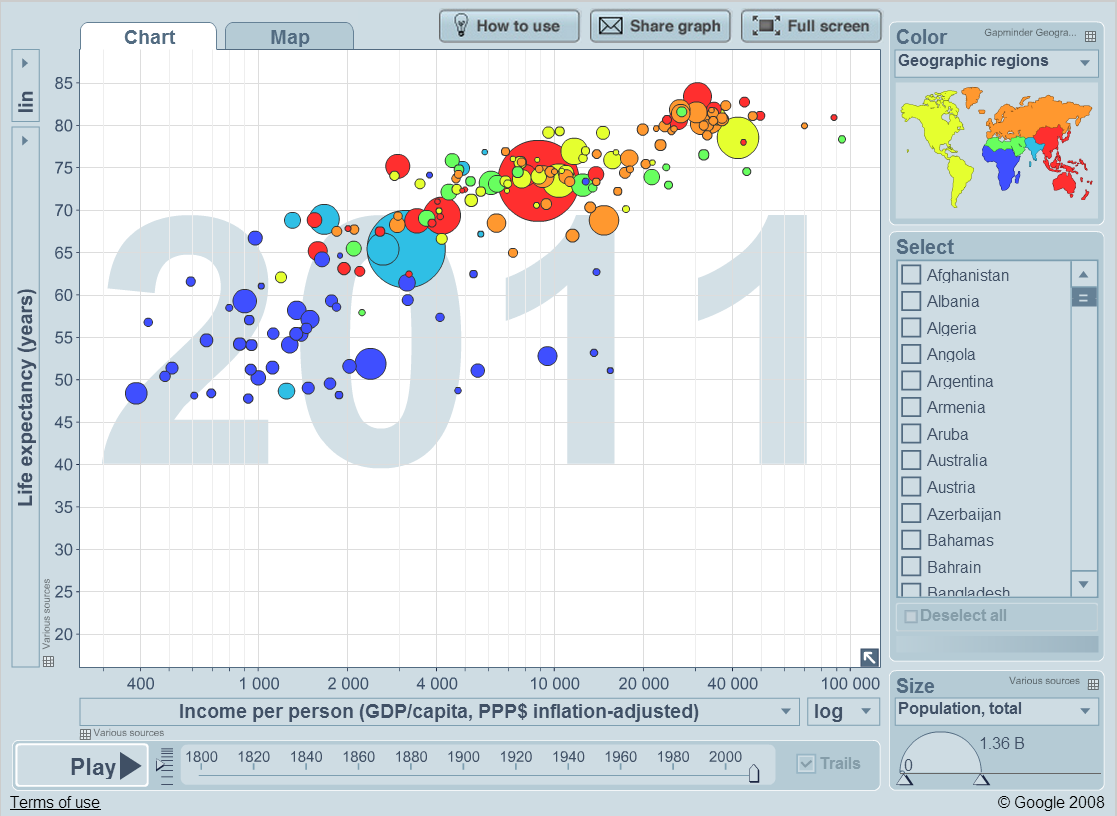 Chart
Map
How to use
Share graph
Full screen
Color
Gapminder Geogra...
Geographic regions
lin
Life expectancy (years)
Various sources
85
80
75
70
65
60
55
50
45
40
35
30
25
20
2011
400
1 000
2 000
4 000
10 000
20 000
40 000
100 000
Income per person (GDP/capita, PPP$ inflation-adjusted)
log
Various sources
Select
Afghanistan
Albania
Algeria
Angola
Argentina
Armenia
Aruba
Australia
Austria
Azerbaijan
Bahamas
Bahrain
Bangladesh
Deselect all
Size
Various sources
Population, total
1.36 B
0
Play
1800
1820
1840
1860
1880
1900
1920
1940
1960
1980
2000
Trails
Terms of use
© Google 2008